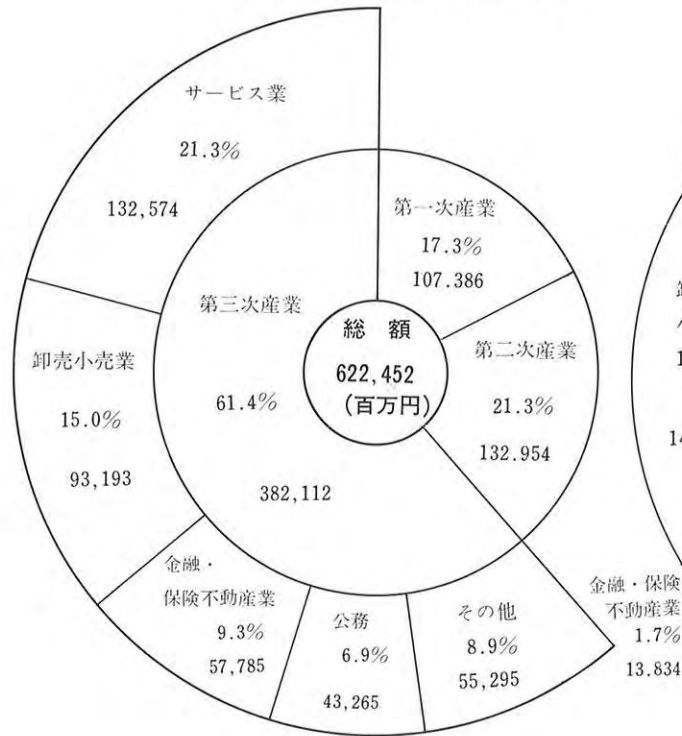 サービス業
21.3%
132,574
第一次産業
17.3%
107.386
第三次産業
61.4%
382,112
総額
622,452
(百万円)
第二次産業
21.3%
132.954
卸売小売業
15.0%
93,193
金融・
保険不動産業
9.3%
57,785
公務
6.9%
43,265
その他
8.9%
55,295
金融・保険
不動産業
1.7%
13.834